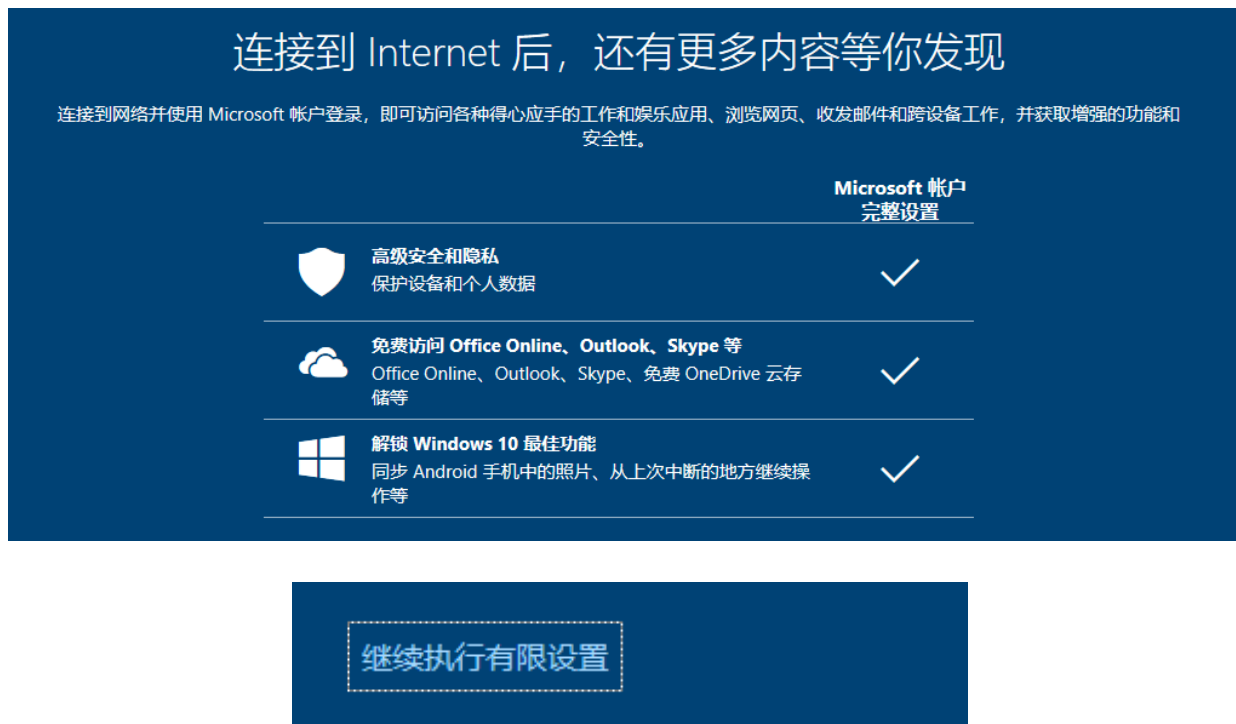 连接到 Internet 后，还有更多内容等你发现
连接到网络并使用 Microsoft 帐户登录，即可访问各种得心应手的工作和娱乐应用、浏览网页、收发邮件和跨设备工作，并获取增强的功能和
安全性。
Microsoft 帐户
完整设置
高级安全和隐私
保护设备和个人数据
免费访问 Office Online、Outlook、Skype 等
Office Online、Outlook、Skype、免费 OneDrive 云存
储等
解锁 Windows 10 最佳功能
同步 Android 手机中的照片、从上次中断的地方继续操
作等
继续执行有限设置